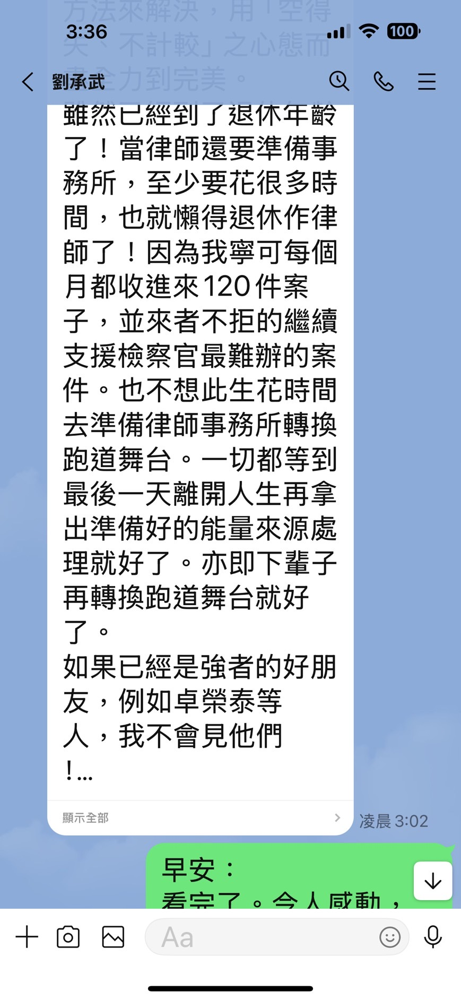 方法來解決，用「空得
3:36
100
失、不計較」之心態而
劉承武
盡全力到完美。
雖然已經到了退休年齡
了！當律師還要準備事
務所，至少要花很多時
間，也就懶得退休作律
師了！因為我寧可每個
月都收進來120件案
子，並來者不拒的繼續
支援檢察官最難辦的案
件。也不想此生花時間
去準備律師事務所轉換
跑道舞台。一切都等到
最後一天離開人生再拿
出準備好的能量來源處
理就好了。亦即下輩子
再轉換跑道舞台就好
了。
如果已經是強者的好朋
友，例如卓榮泰等
人，我不會見他們
！…
顯示全部
凌晨 3:02
早安：
看完了。令人感動，
Aa